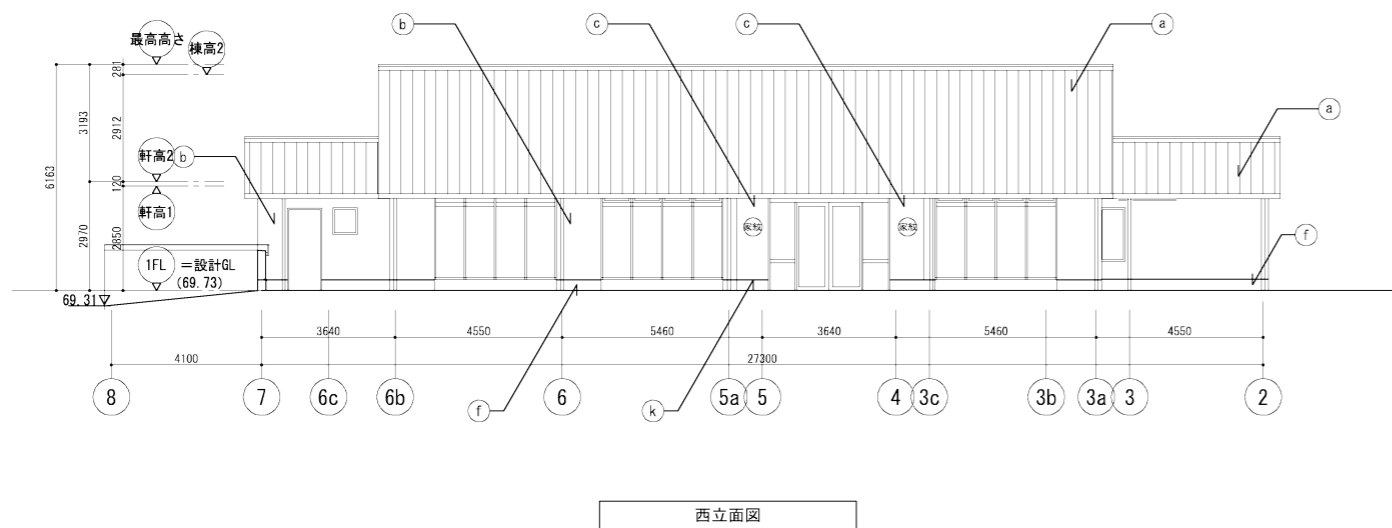 b
c
c
a
最高高さ
棟高2
281
3193
2912
a
軒高2
b
6163
120
軒高1
2970
2850
家紋
家紋
f
1FL =設計GL
(69.73)
69.31
3640
4550
5460
3640
5460
4550
4100
27300
8
7
6c
6b
6
5a
5
4
3c
3b
3a
3
2
f
k
西立面図